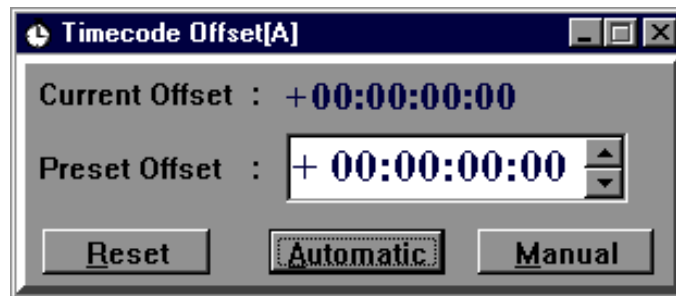 Timecode Offset[A]
Current Offset : +00:00:00:00
Preset Offset : + 00:00:00:00
Reset Automatic Manual